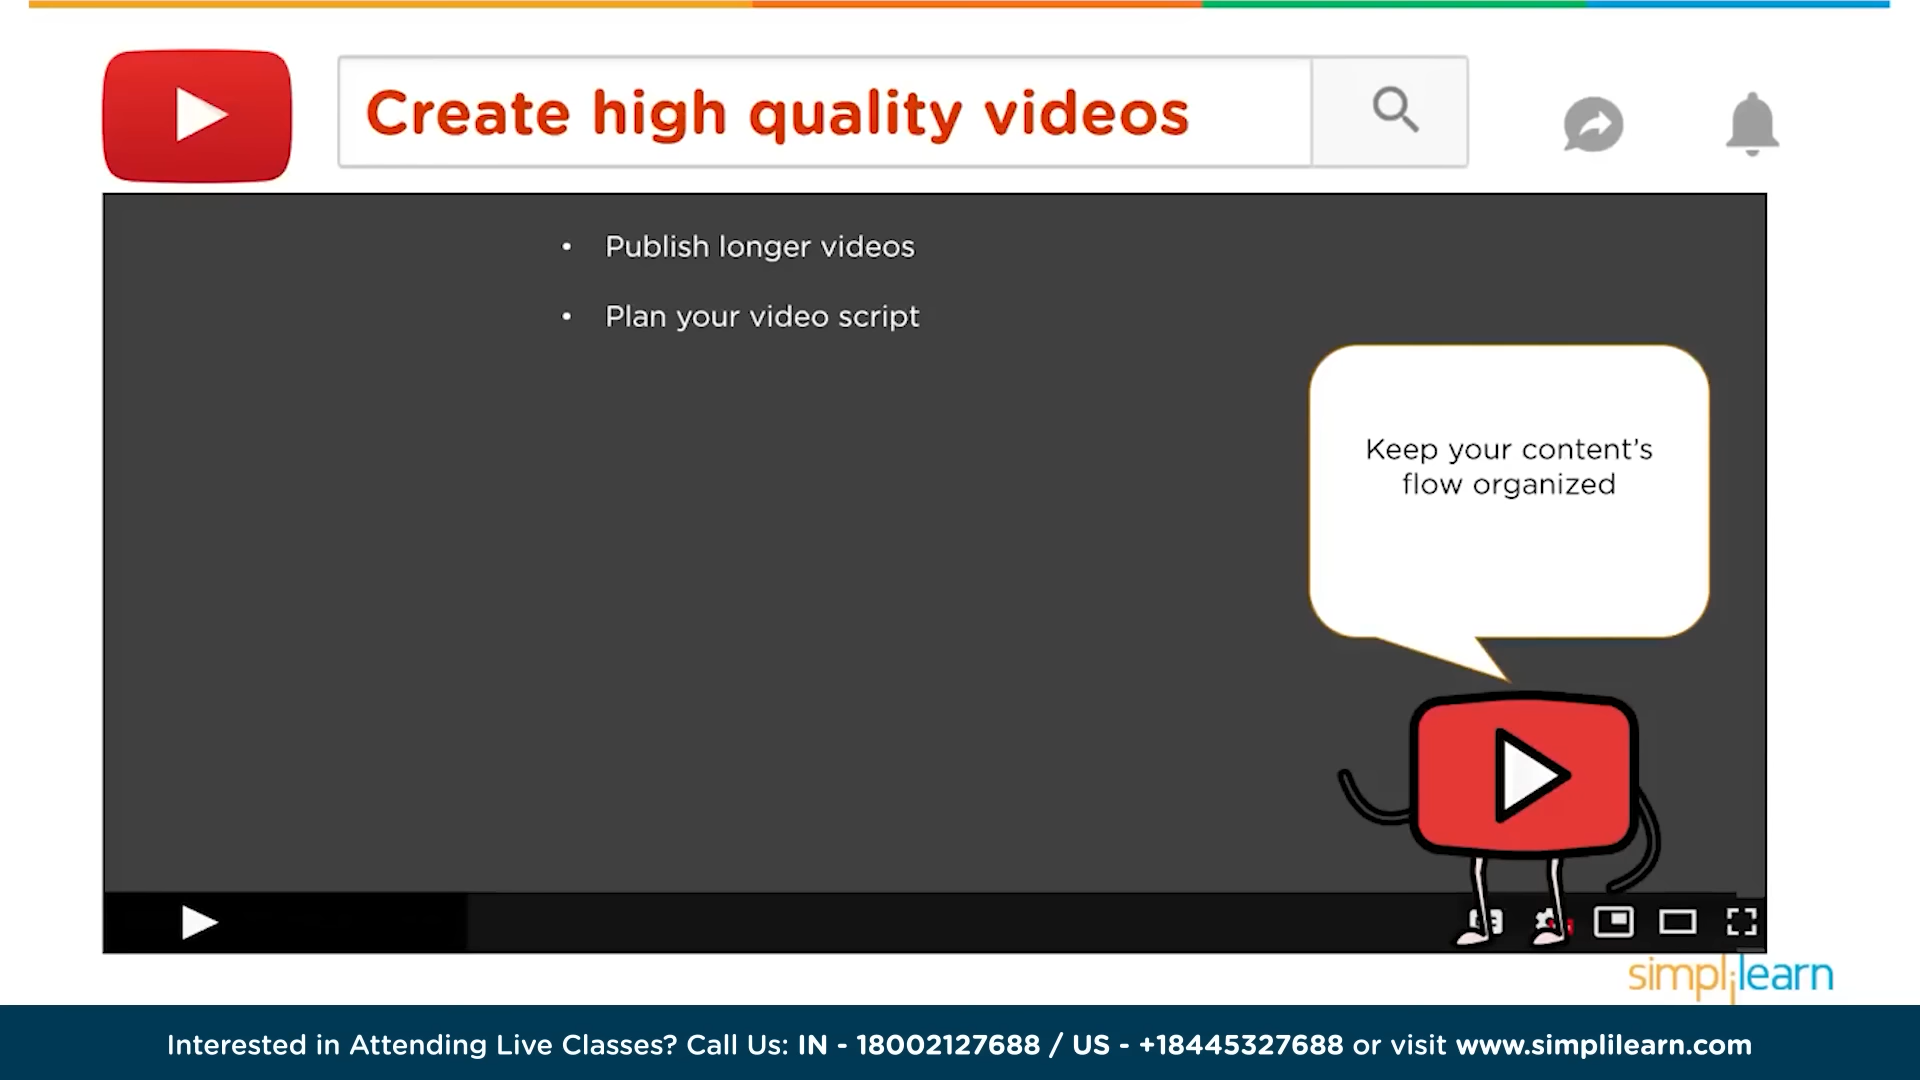 Create high quality videos
• Publish longer videos
• Plan your video script
Keep your content's
flow organized
simplilearn
Interested in Attending Live Classes? Call Us: IN - 18002127688 / US - +18445327688 or visit www.simplilearn.com